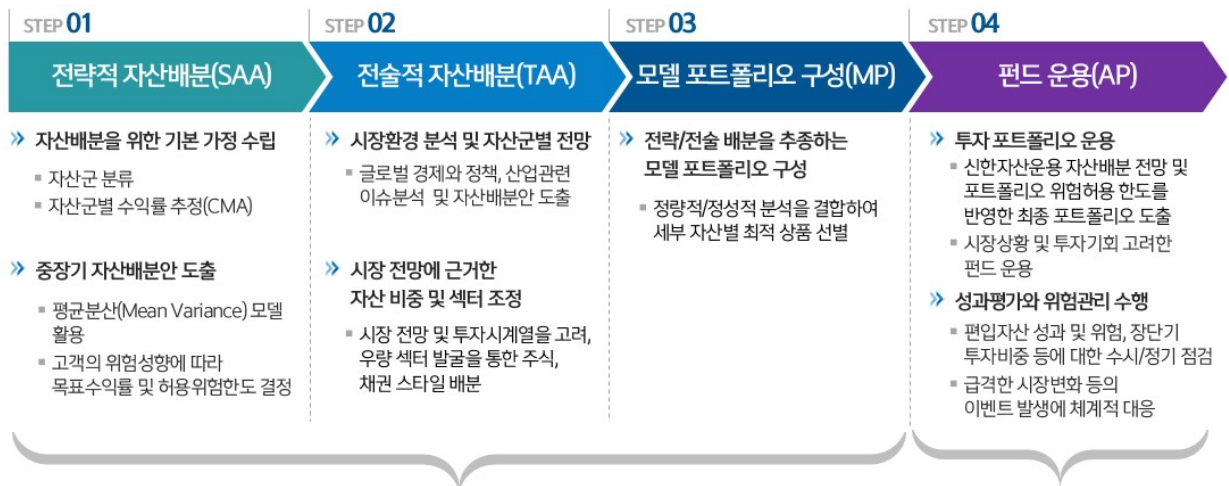 STEP 01
전략적 자산배분(SAA)
» 자산배분을 위한 기본 가정 수립
▪ 자산군 분류
▪ 자산군별 수익률 추정(CMA)
» 중장기 자산배분안 도출
▪ 평균분산(Mean Variance) 모델
활용
▪ 고객의 위험성향에 따라
목표수익률 및 허용위험한도 결정
STEP 02
전술적 자산배분(TAA)
» 시장환경 분석 및 자산군별 전망
▪ 글로벌 경제와 정책, 산업관련
이슈분석 및 자산배분안 도출
» 시장 전망에 근거한
자산 비중 및 섹터 조정
▪ 시장 전망 및 투자시계열을 고려,
우량 섹터 발굴을 통한 주식,
채권 스타일 배분
STEP 03
모델 포트폴리오 구성(MP)
» 전략/전술 배분을 추종하는
모델 포트폴리오 구성
▪ 정량적/정성적 분석을 결합하여
세부 자산별 최적 상품 선별
STEP 04
펀드 운용(AP)
» 투자 포트폴리오 운용
▪ 신한자산운용 자산배분 전망 및
포트폴리오 위험허용 한도를
반영한 최종 포트폴리오 도출
▪ 시장상황 및 투자기회 고려한
펀드 운용
» 성과평가와 위험관리 수행
▪ 편입자산 성과 및 위험, 장단기
투자비중 등에 대한 수시/정기 점검
▪ 급격한 시장변화 등의
이벤트 발생에 체계적 대응